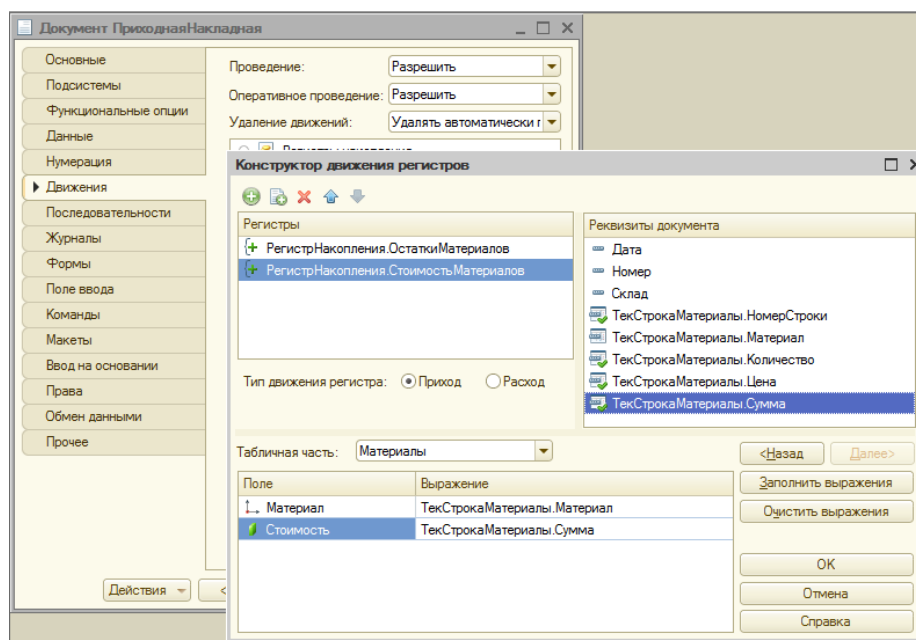 Документ ПриходнаяНакладная
Основные
Подсистемы
Функциональные опции
Данные
Нумерация
Движения
Последовательности
Журналы
Формы
Поле ввода
Команды
Макеты
Ввод на основании
Права
Обмен данными
Прочее
Проведение: Разрешить
Оперативное проведение: Разрешить
Удаление движений: Удалять автоматически
Действия
Конструктор движения регистров
Регистры
РегистрНакопления.ОстаткиМатериалов
РегистрНакопления.СтоимостьМатериалов
Реквизиты документа
Дата
Номер
Склад
ТекСтрокаМатериалы.НомерСтроки
ТекСтрокаМатериалы.Материал
ТекСтрокаМатериалы.Количество
ТекСтрокаМатериалы.Цена
ТекСтрокаМатериалы.Сумма
Тип движения регистра: Приход Расход
Табличная часть: Материалы
<Назад Далее>
Поле Выражение
Материал ТекСтрокаМатериалы.Материал
Стоимость ТекСтрокаМатериалы.Сумма
Заполнить выражения
Очистить выражения
OK
Отмена
Справка